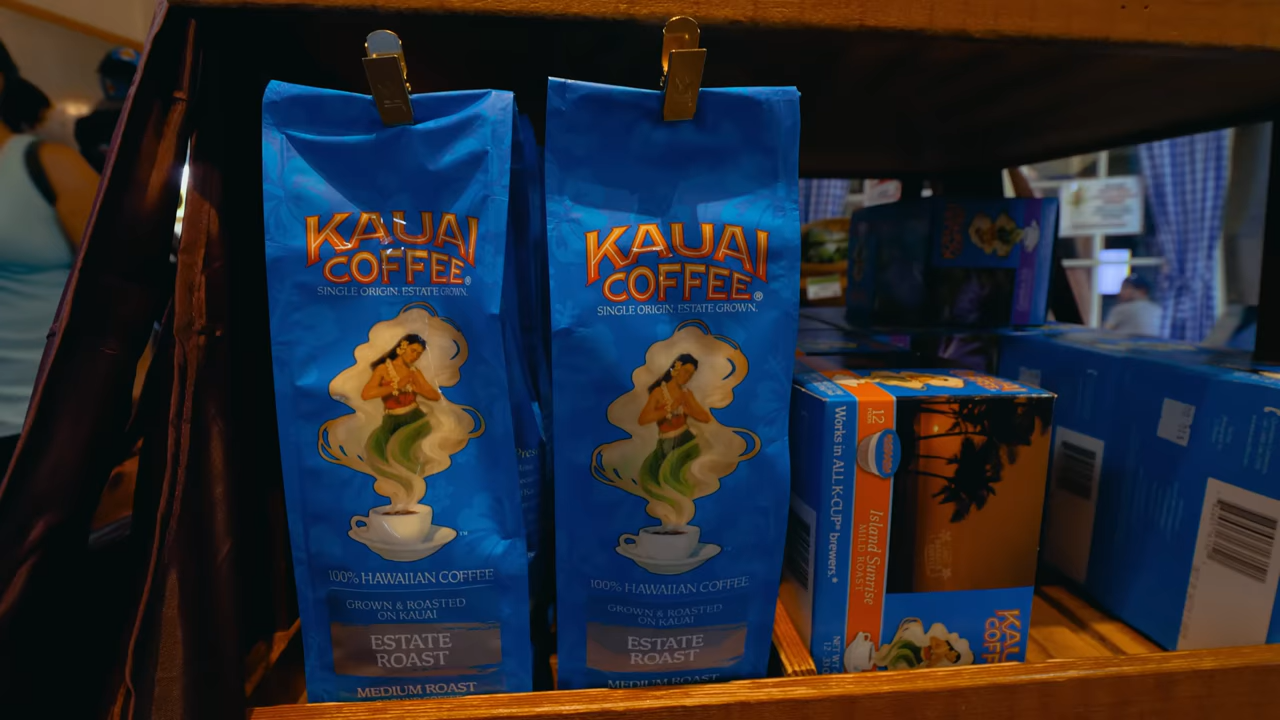 KAUAI
COFFEE®
SINGLE ORIGIN. ESTATE GROWN.
™
100% HAWAIIAN COFFEE
GROWN & ROASTED
ON KAUAI
ESTATE
ROAST
MEDIUM ROAST
KAUAI
COFFEE®
SINGLE ORIGIN. ESTATE GROWN.
100% HAWAIIAN COFFEE
GROWN & ROASTED
ON KAUAI
ESTATE
ROAST
MEDIUM ROAST
Works in ALL K-CUP® brewers.*
12
Island Sunrise
MILD ROAST